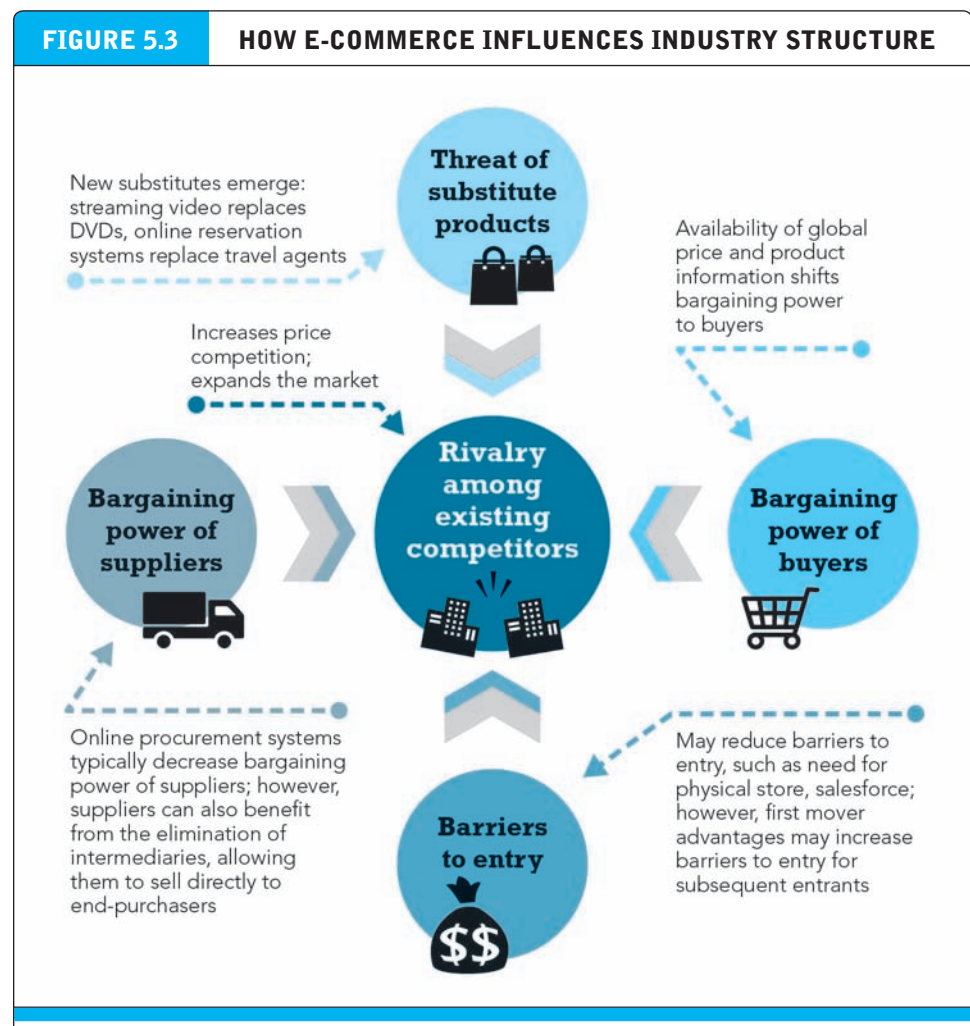 FIGURE 5.3
HOW E-COMMERCE INFLUENCES INDUSTRY STRUCTURE
Threat of
substitute
products
New substitutes emerge:
streaming video replaces
DVDs, online reservation
systems replace travel agents
Availability of global
price and product
information shifts
bargaining power
to buyers
Increases price
competition;
expands the market
Rivalry
among
existing
competitors
Bargaining
power of
suppliers
Bargaining
power of
buyers
Online procurement systems
typically decrease bargaining
power of suppliers; however,
suppliers can also benefit
from the elimination of
intermediaries, allowing
them to sell directly to
end-purchasers
May reduce barriers to
entry, such as need for
physical store, salesforce;
however, first mover
advantages may increase
barriers to entry for
subsequent entrants
Barriers
to entry
$$